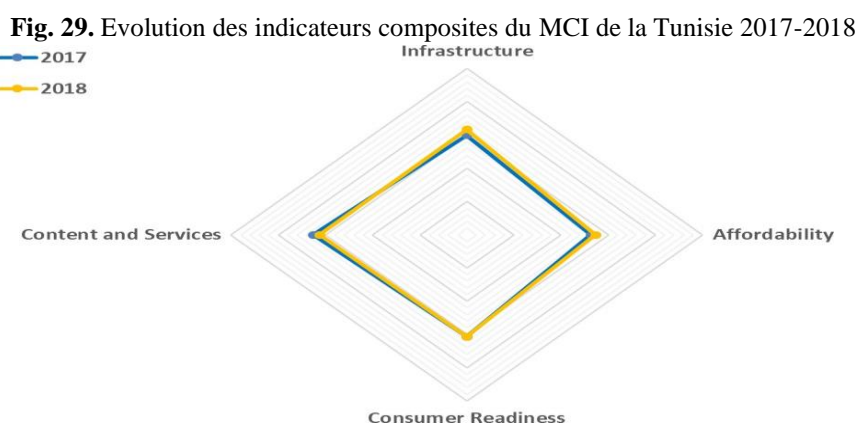 Fig. 29. Evolution des indicateurs composites du MCI de la Tunisie 2017-2018
Infrastructure
2017
2018
Content and Services
Affordability
Consumer Readiness